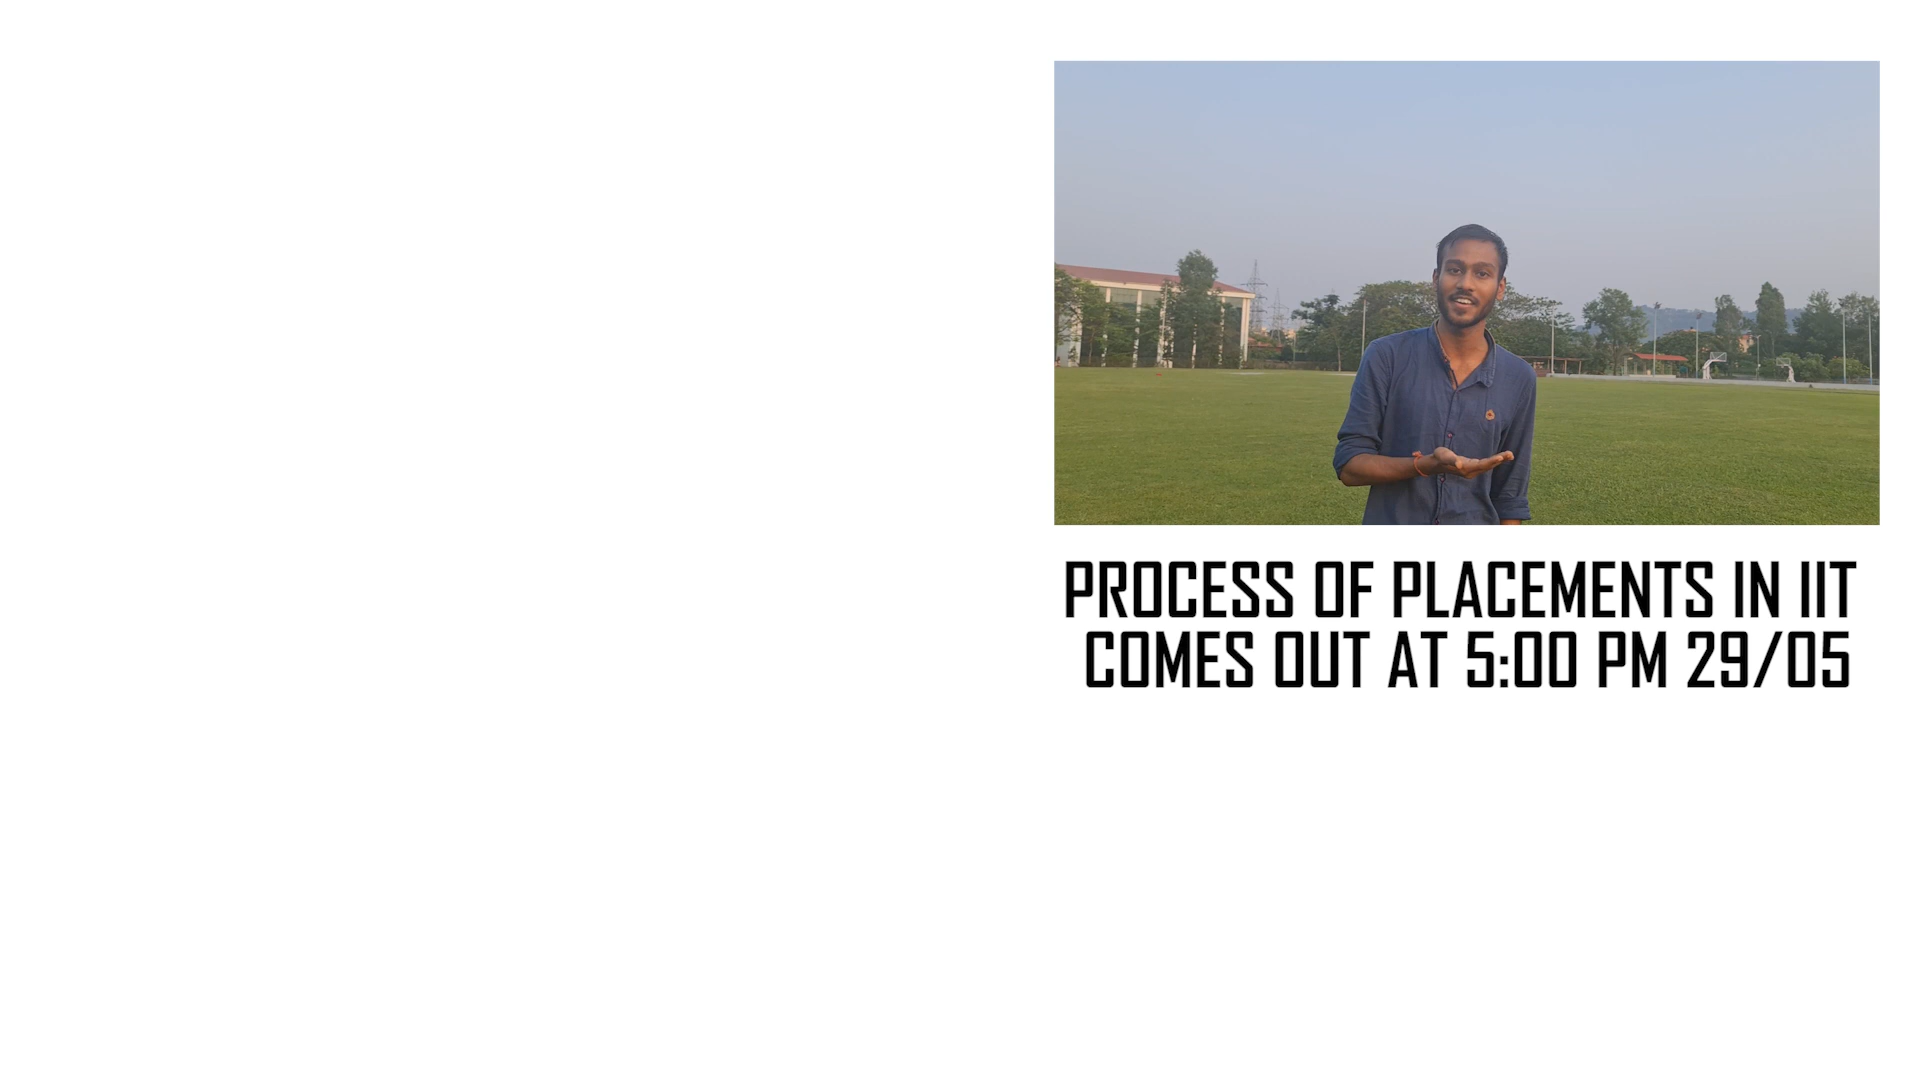 PROCESS OF PLACEMENTS IN IIT
COMES OUT AT 5:00 PM 29/05